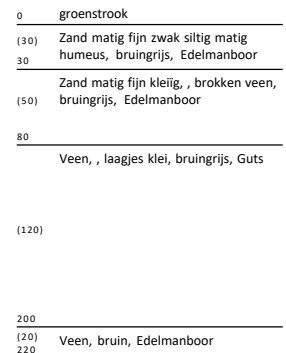 0 groenstrook
(30) Zand matig fijn zwak siltig matig
30 humeus, bruingrijs, Edelmanboor
Zand matig fijn kleiïg, , brokken veen,
(50) bruingrijs, Edelmanboor
80
Veen, , laagjes klei, bruingrijs, Guts
(120)
200
(20) Veen, bruin, Edelmanboor
220